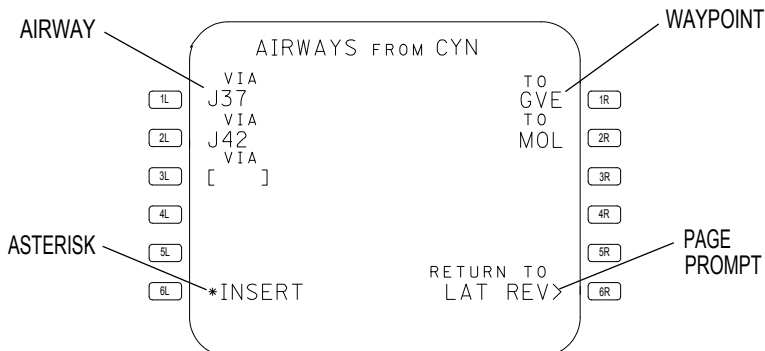 AIRWAY
WAYPOINT
AIRWAYS FROM CYN
VIA TO
1L J37 GVE 1R
VIA TO
2L J42 MOL 2R
VIA
3L [ ] 3R
4L 4R
ASTERISK
PAGE
PROMPT
5L 5R
RETURN TO
6L *INSERT LAT REV> 6R